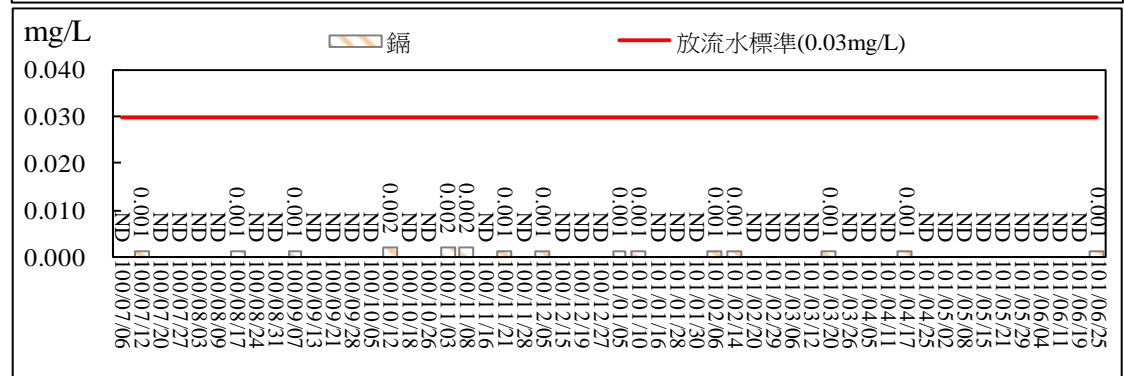 mg/L
鎘
放流水標準(0.03mg/L)
0.040
0.030
0.020
0.010
0.000
ND
0.001
ND
ND
ND
ND
0.001
ND
ND
0.001
ND
ND
ND
ND
0.002
ND
ND
0.002
0.002
ND
0.001
ND
0.001
ND
ND
ND
0.001
0.001
ND
ND
ND
0.001
0.001
ND
ND
ND
ND
0.001
ND
ND
ND
0.001
ND
ND
ND
ND
ND
ND
ND
ND
ND
0.001
100/07/06
100/07/12
100/07/20
100/07/27
100/08/03
100/08/09
100/08/17
100/08/24
100/08/31
100/09/07
100/09/13
100/09/21
100/09/28
100/10/05
100/10/12
100/10/18
100/10/26
100/11/03
100/11/08
100/11/16
100/11/21
100/11/28
100/12/05
100/12/15
100/12/19
100/12/27
101/01/05
101/01/10
101/01/16
101/01/28
101/01/30
101/02/06
101/02/14
101/02/20
101/02/29
101/03/06
101/03/12
101/03/20
101/03/26
101/04/05
101/04/11
101/04/17
101/04/25
101/05/02
101/05/08
101/05/15
101/05/29
101/06/04
101/06/11
101/06/19
101/06/25